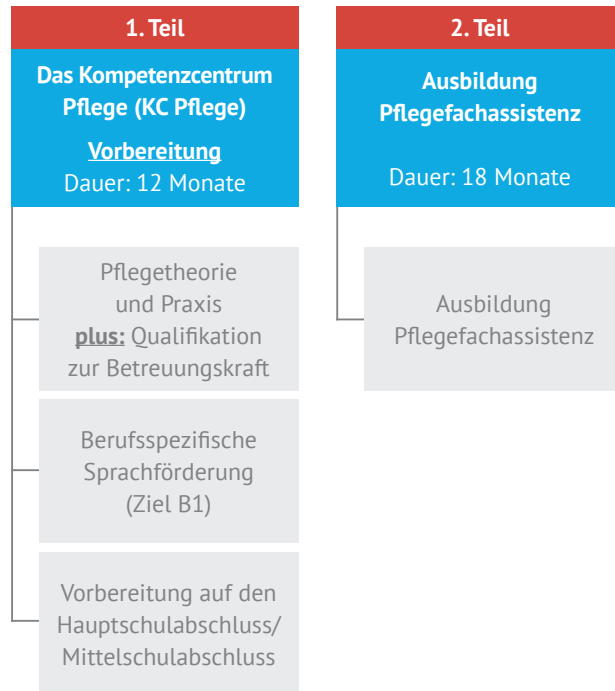 1. Teil
Das Kompetenzcentrum
Pflege (KC Pflege)
Vorbereitung
Dauer: 12 Monate
Pflegetheorie
und Praxis
plus: Qualifikation
zur Betreuungskraft
Berufsspezifische
Sprachförderung
(Ziel B1)
Vorbereitung auf den
Hauptschulabschluss/
Mittelschulabschluss
2. Teil
Ausbildung
Pflegefachassistenz
Dauer: 18 Monate
Ausbildung
Pflegefachassistenz